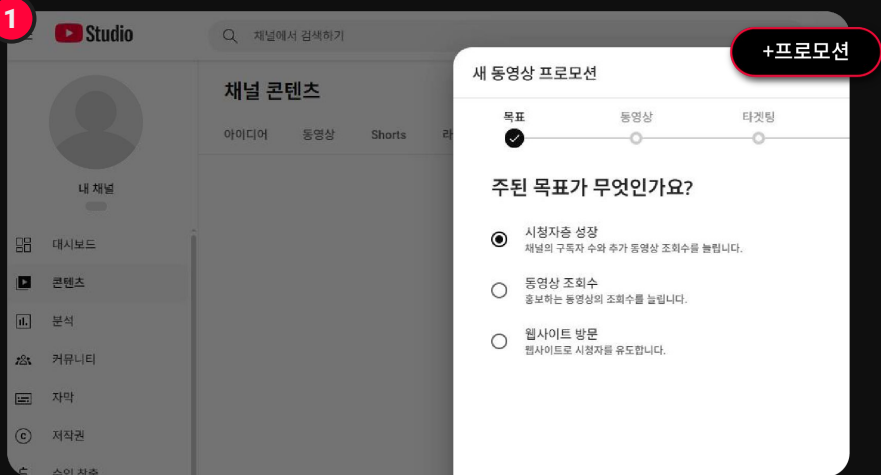 1
Studio
채널에서 검색하기
+프로모션
내 채널
대시보드
콘텐츠
분석
커뮤니티
자막
저작권
채널 콘텐츠
아이디어 동영상 Shorts
새 동영상 프로모션
목표 동영상 타겟팅
주된 목표가 무엇인가요?
시청자층 성장
채널의 구독자 수와 추가 동영상 조회수를 늘립니다.
동영상 조회수
홍보하는 동영상의 조회수를 늘립니다.
웹사이트 방문
웹사이트로 시청자를 유도합니다.